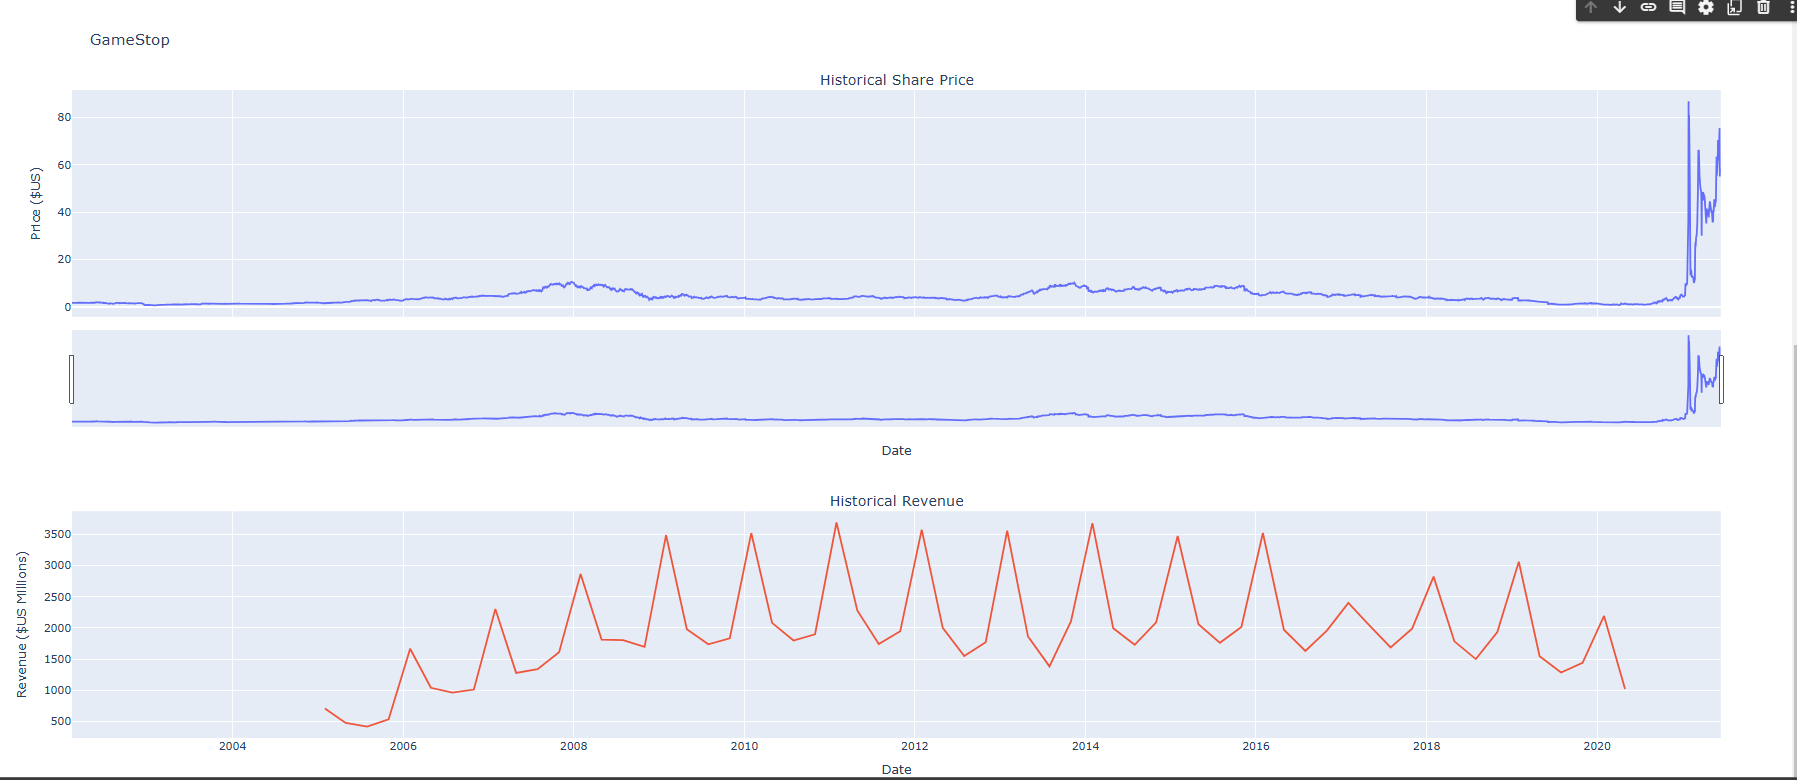 GameStop
Historical Share Price
80
60
40
20
0
Price ($US)
Date
Historical Revenue
3500
3000
2500
2000
1500
1000
500
Revenue ($US Millions)
2004 2006 2008 2010 2012 2014 2016 2018 2020
Date